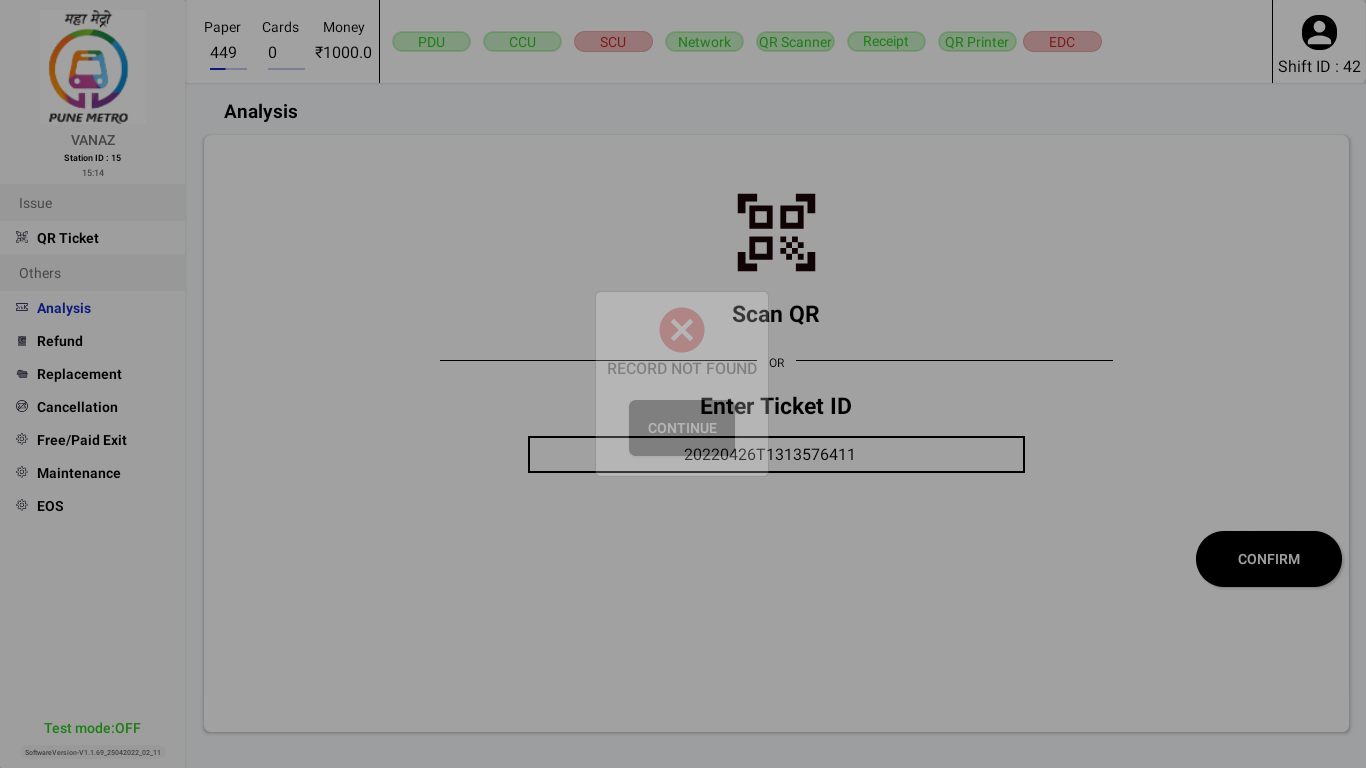 महा मेट्रो
PUNE METRO
VANAZ
Station ID : 15
15:14
Issue
QR Ticket
Others
Analysis
Refund
Replacement
Cancellation
Free/Paid Exit
Maintenance
EOS
Test mode:OFF
SoftwareVersion-V1.1.69_25042022_02_11
Paper Cards Money
449 0 ₹1000.0
PDU CCU SCU Network QR Scanner Receipt QR Printer EDC
Shift ID : 42
Analysis
Scan QR
OR
RECORD NOT FOUND
Enter Ticket ID
CONTINUE
20220426T1313576411
CONFIRM